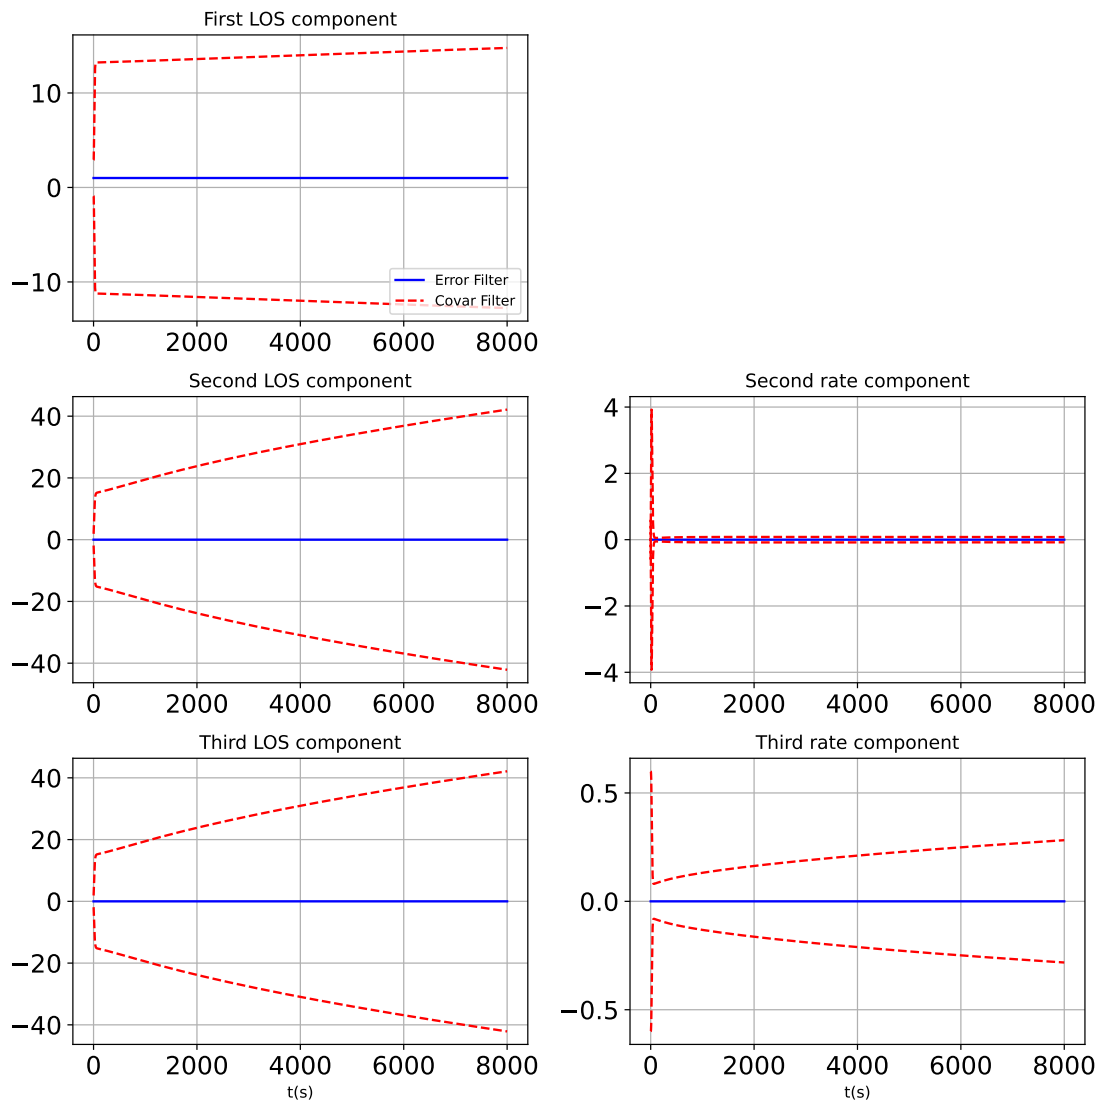 First LOS component
10
0
−10
Error Filter
Covar Filter
0 2000 4000 6000 8000
Second LOS component
40
20
0
−20
−40
0 2000 4000 6000 8000
Second rate component
4
2
0
−2
−4
0 2000 4000 6000 8000
Third LOS component
40
20
0
−20
−40
0 2000 4000 6000 8000
t(s)
Third rate component
0.5
0.0
−0.5
0 2000 4000 6000 8000
t(s)